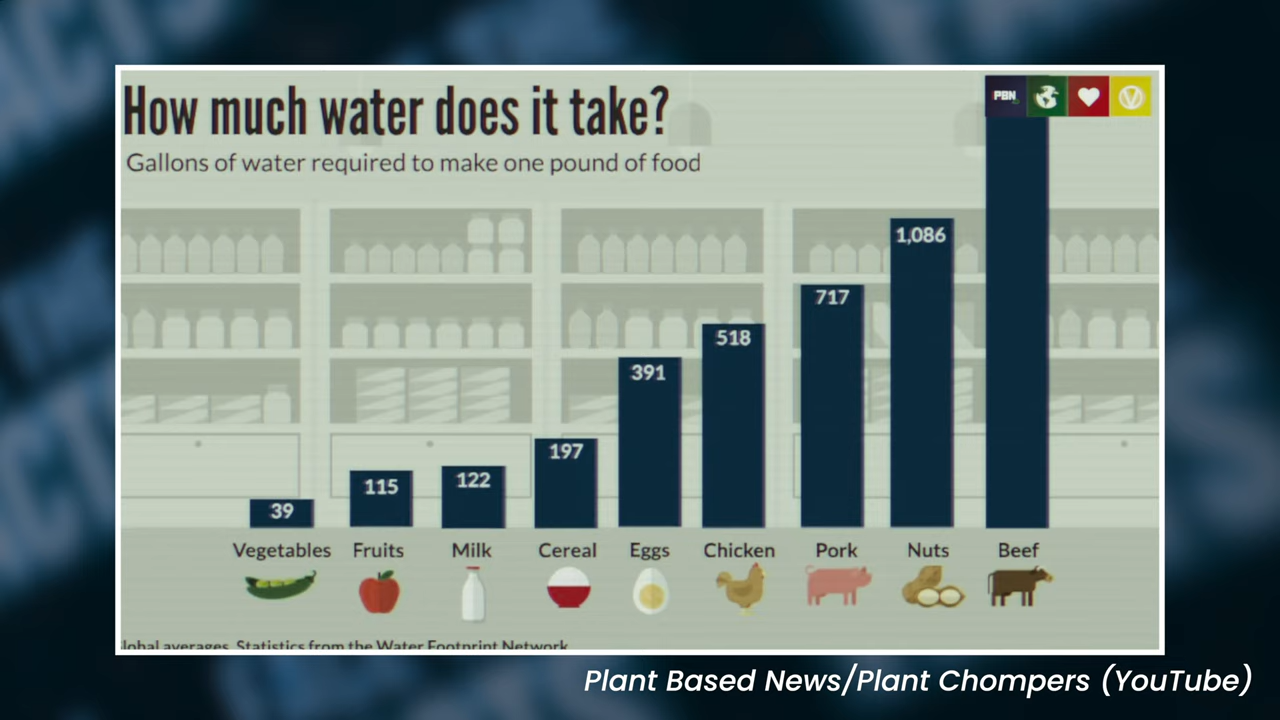 How much water does it take?
PBN
Gallons of water required to make one pound of food
39
115
122
197
391
518
717
1,086
Vegetables
Fruits
Milk
Cereal
Eggs
Chicken
Pork
Nuts
Beef
lobal averages. Statistics from the Water Footprint Network
Plant Based News/Plant Chompers (YouTube)